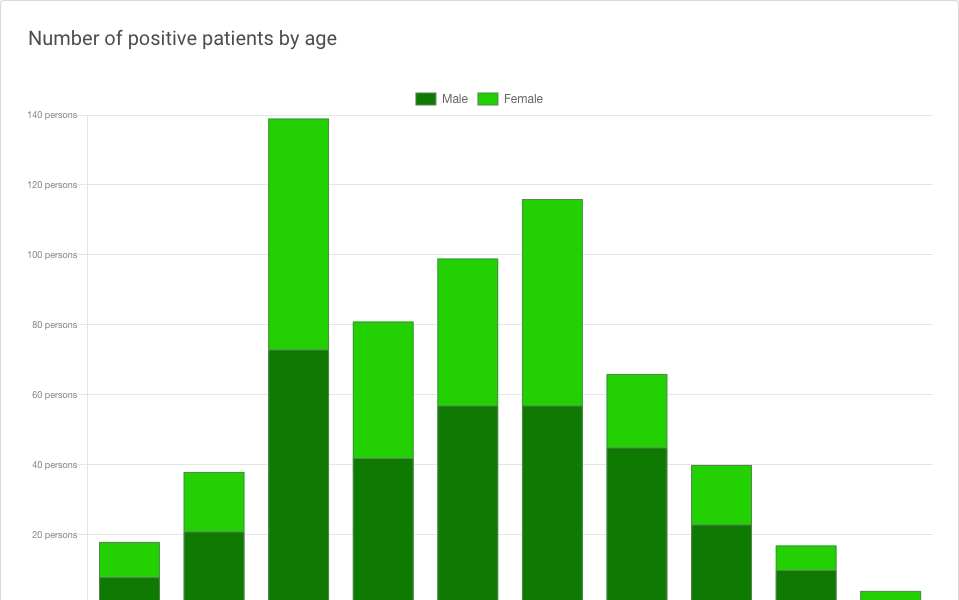 Number of positive patients by age
Male Female
140 persons
120 persons
100 persons
80 persons
60 persons
40 persons
20 persons